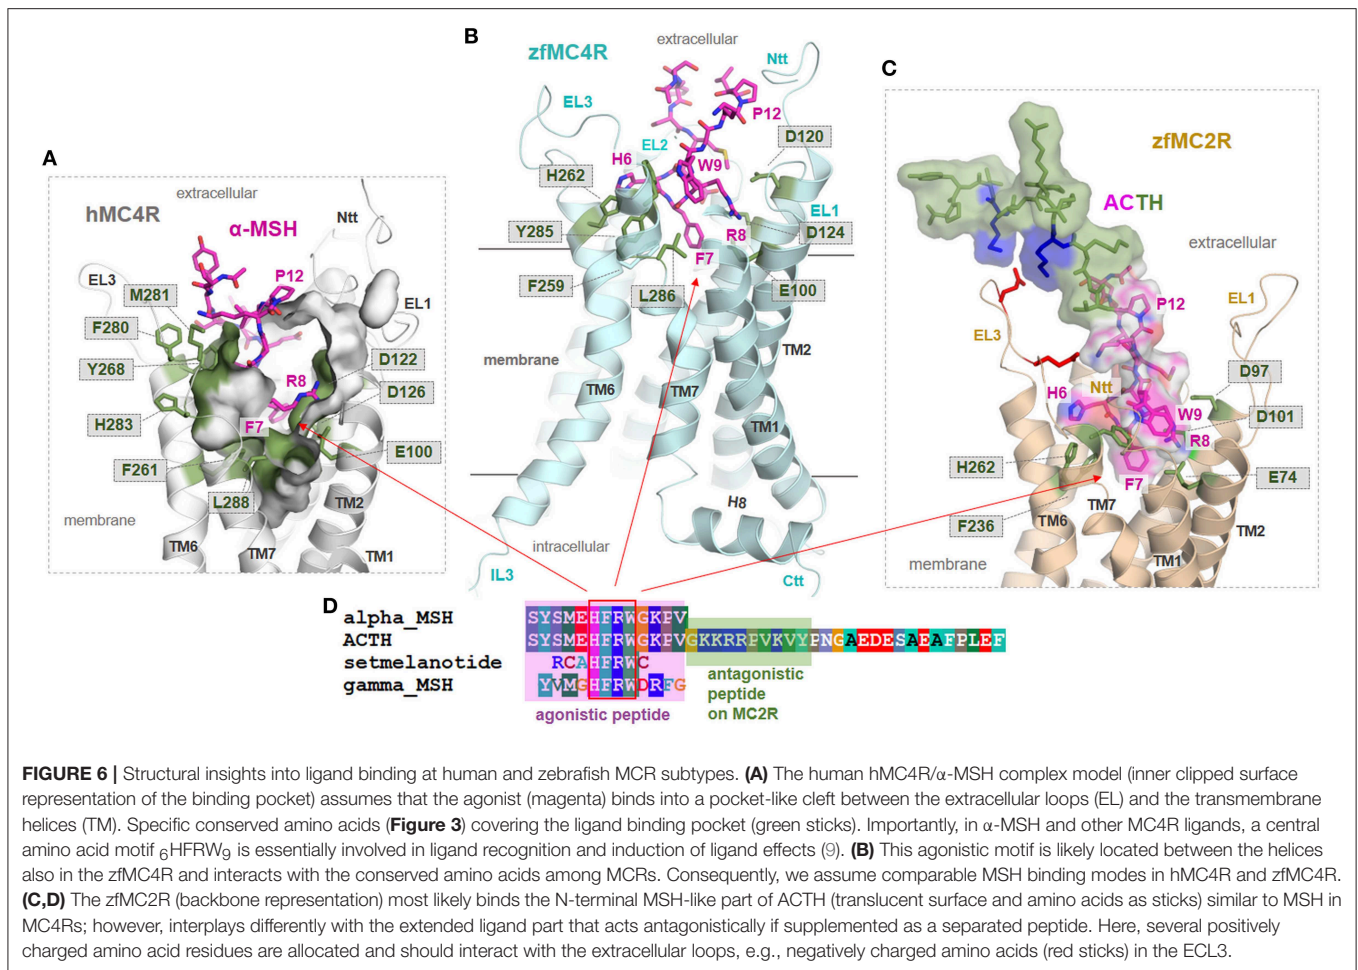 B
extracellular
zfMC4R
Ntt
C
EL3
P12
D120
zfMC2R
EL2
A
H6
W9
extracellular
H262
ACTH
hMC4R
α-MSH
EL1
Ntt
Y285
R8
D124
extracellular
F7
EL3
P12
F259
E100
P12
M281
EL1
L286
EL1
F280
EL3
D122
membrane
TM2
Y268
R8
D97
D126
TM6
TM7
H6
Ntt
W9
D101
H283
F7
TM1
R8
E100
H262
E74
F261
F7
L288
TM7
H8
F236
TM2
TM6
TM2
membrane
TM6
TM7
TM1
intracellular
TM1
membrane
IL3
Ctt
D
alpha_MSH
SYSMEHFRWGKPV
ACTH
SYSMEHFRWGKPVGKKRRPVKVYPNGAEDESAEAFPLEF
setmelanotide
RCAHFRWC
gamma_MSH
YVMGHFRWDRFG
agonistic peptide
antagonistic
peptide
on MC2R
FIGURE 6 | Structural insights into ligand binding at human and zebrafish MCR subtypes. (A) The human hMC4R/α-MSH complex model (inner clipped surface
representation of the binding pocket) assumes that the agonist (magenta) binds into a pocket-like cleft between the extracellular loops (EL) and the transmembrane
helices (TM). Specific conserved amino acids (Figure 3) covering the ligand binding pocket (green sticks). Importantly, in α-MSH and other MC4R ligands, a central
amino acid motif ₆HFRW₉ is essentially involved in ligand recognition and induction of ligand effects (9). (B) This agonistic motif is likely located between the helices
also in the zfMC4R and interacts with the conserved amino acids among MCRs. Consequently, we assume comparable MSH binding modes in hMC4R and zfMC4R.
(C,D) The zfMC2R (backbone representation) most likely binds the N-terminal MSH-like part of ACTH (translucent surface and amino acids as sticks) similar to MSH in
MC4Rs; however, interplays differently with the extended ligand part that acts antagonistically if supplemented as a separated peptide. Here, several positively
charged amino acid residues are allocated and should interact with the extracellular loops, e.g., negatively charged amino acids (red sticks) in the ECL3.